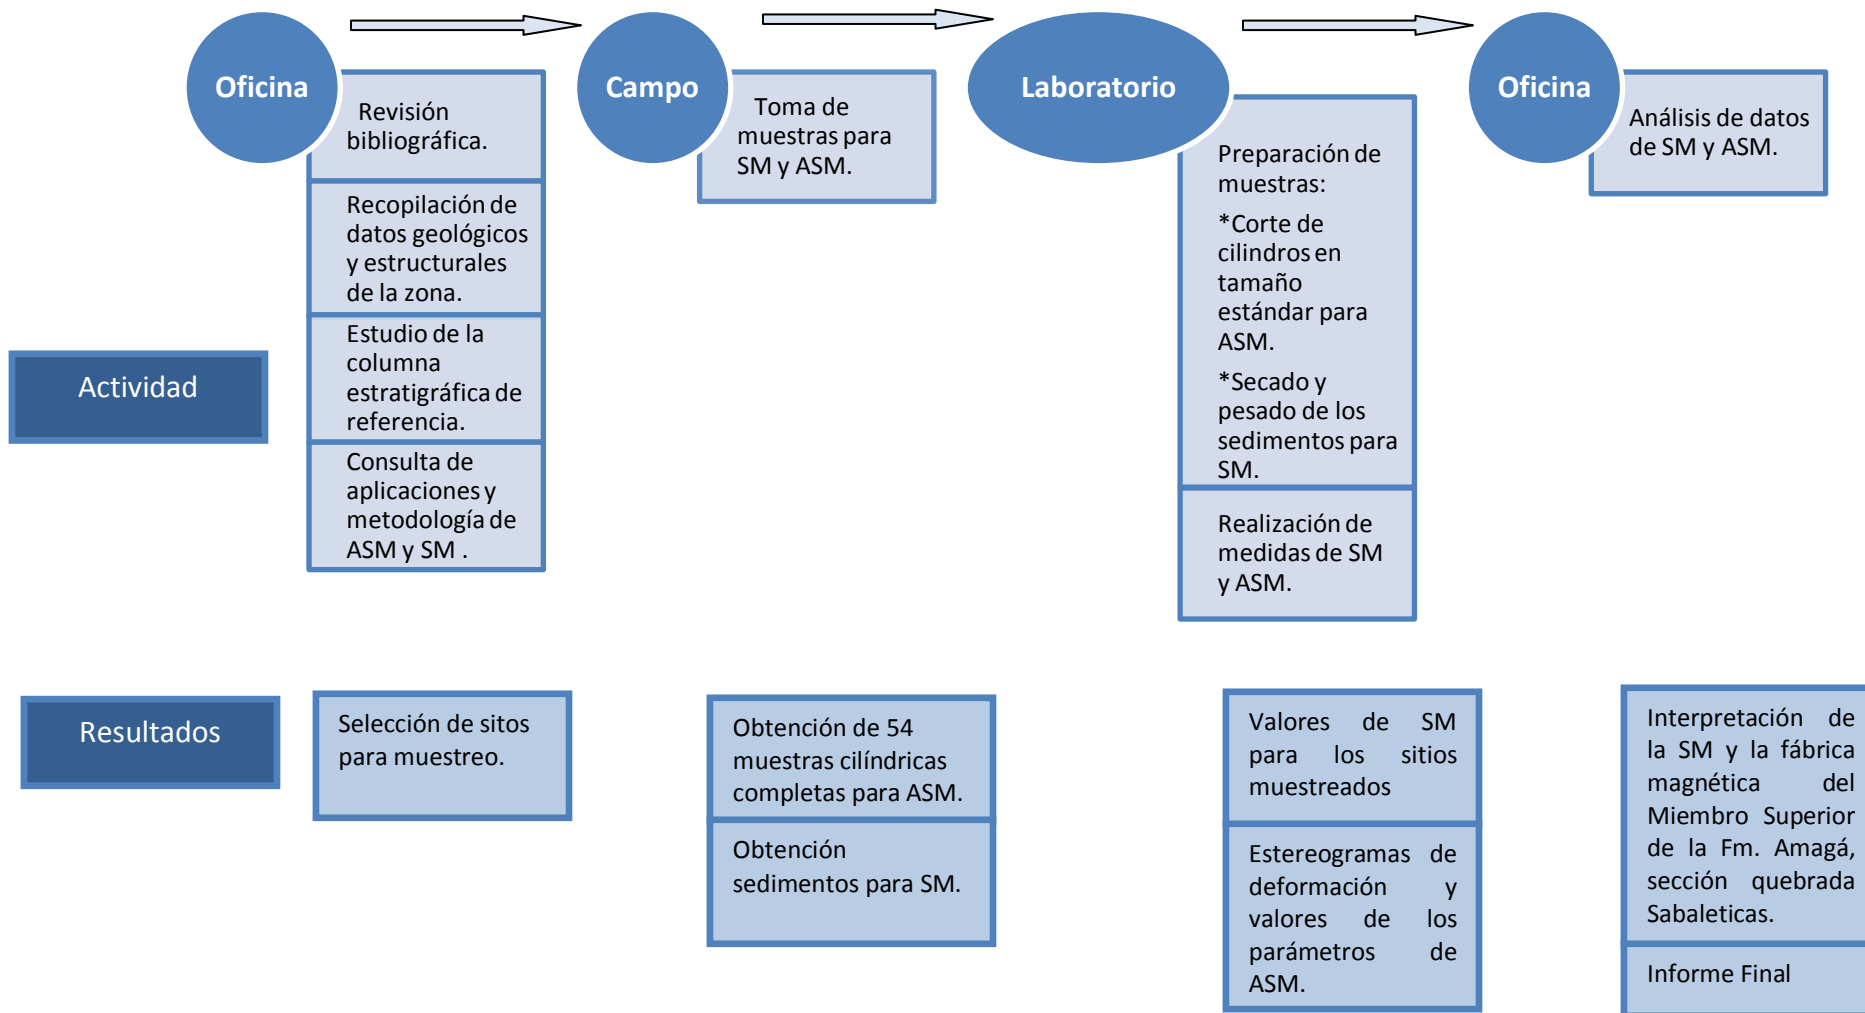 Oficina
Revisión
bibliográfica.
Recopilación de
datos geológicos
y estructurales
de la zona.
Estudio de la
columna
estratigráfica de
referencia.
Consulta de
aplicaciones y
metodología de
ASM y SM .
Campo
Toma de
muestras para
SM y ASM.
Laboratorio
Preparación de
muestras:
*Corte de
cilindros en
tamaño
estándar para
ASM.
*Secado y
pesado de los
sedimentos para
SM.
Realización de
medidas de SM
y ASM.
Oficina
Análisis de datos
de SM y ASM.
Actividad
Resultados
Selección de sitos
para muestreo.
Obtención de 54
muestras cilíndricas
completas para ASM.
Obtención
sedimentos para SM.
Valores de SM
para los sitios
muestreados
Estereogramas de
deformación y
valores de los
parámetros de
ASM.
Interpretación de
la SM y la fábrica
magnética del
Miembro Superior
de la Fm. Amagá,
sección quebrada
Sabaleticas.
Informe Final